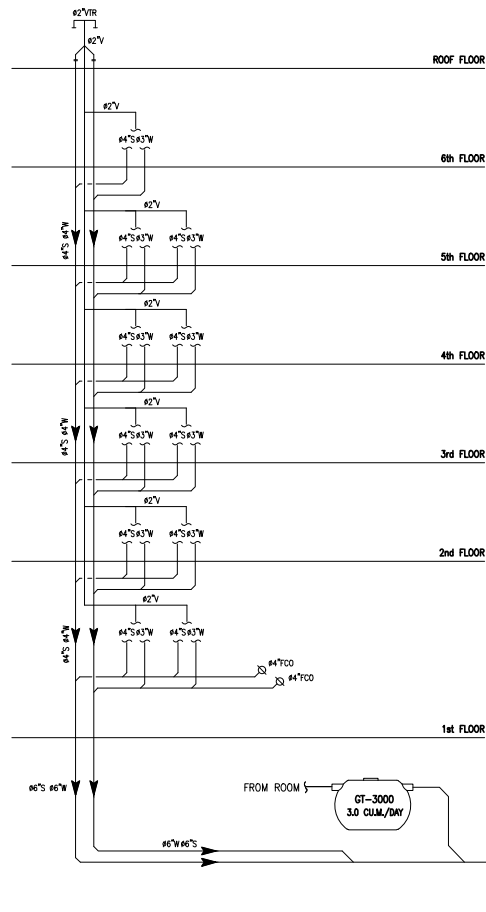 ø2"VTR
ø2"V
ROOF FLOOR
ø2"V
ø4"S ø3"W
6th FLOOR
ø2"V
ø4"S ø4"W
ø4"S ø3"W ø4"S ø3"W
5th FLOOR
ø2"V
ø4"S ø3"W ø4"S ø3"W
4th FLOOR
ø2"V
ø4"S ø4"W
ø4"S ø3"W ø4"S ø3"W
3rd FLOOR
ø2"V
ø4"S ø3"W ø4"S ø3"W
2nd FLOOR
ø2"V
ø4"S ø4"W
ø4"S ø3"W ø4"S ø3"W
ø4"FCO
ø4"FCO
1st FLOOR
ø6"S ø6"W
FROM ROOM
GT-3000
3.0 CU.M./DAY
ø6"W ø6"S